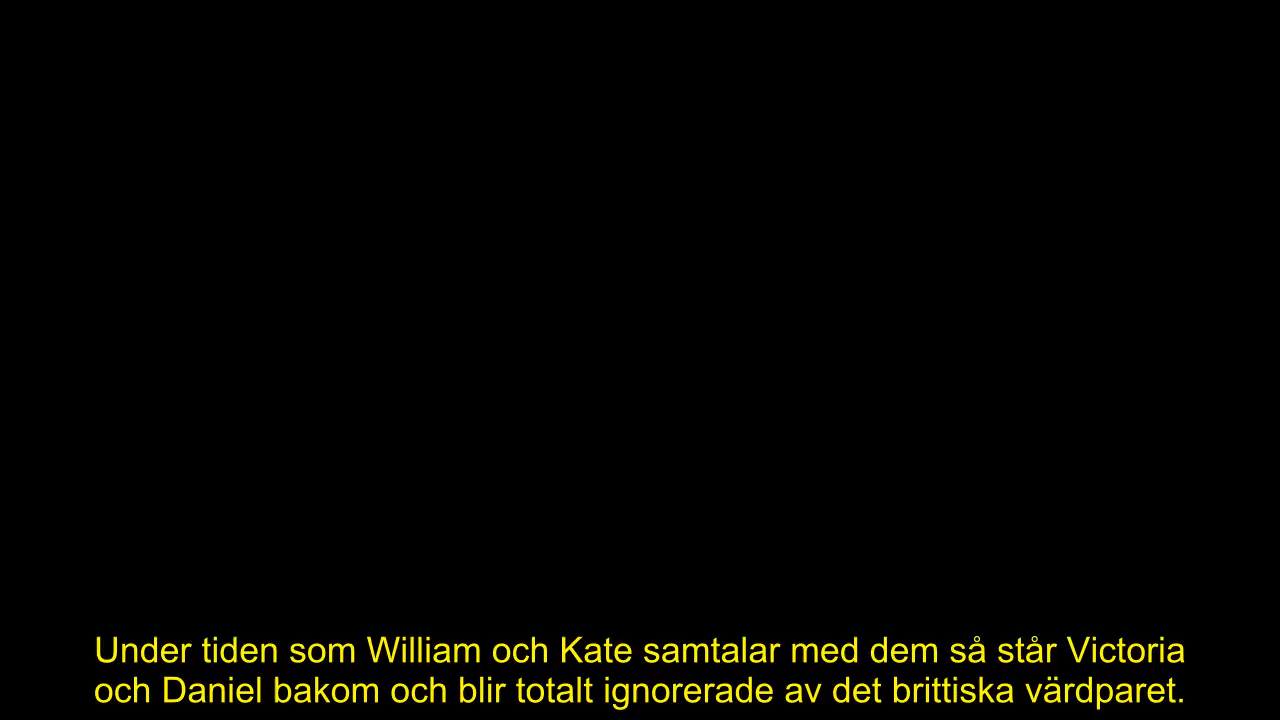 Under tiden som William och Kate samtalar med dem så står Victoria
och Daniel bakom och blir totalt ignorerade av det brittiska värdparet.